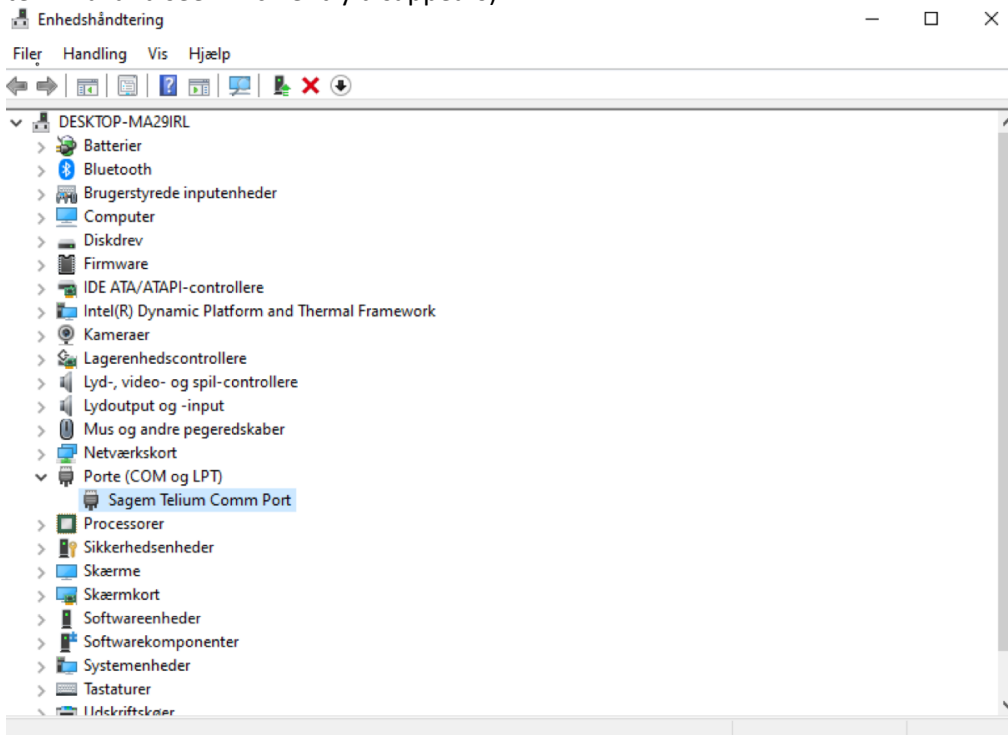 Enhedshåndtering
Filer Handling Vis Hjælp
DESKTOP-MA29IRL
Batterier
Bluetooth
Brugerstyrede inputenheder
Computer
Diskdrev
Firmware
IDE ATA/ATAPI-controllere
Intel(R) Dynamic Platform and Thermal Framework
Kameraer
Lagerenhedscontrollere
Lyd-, video- og spil-controllere
Lydoutput og -input
Mus og andre pegeredskaber
Netværkskort
Porte (COM og LPT)
Sagem Telium Comm Port
Processorer
Sikkerhedsenheder
Skærme
Skærmkort
Softwareenheder
Softwarekomponenter
Systemenheder
Tastaturer
Udskriftskøer